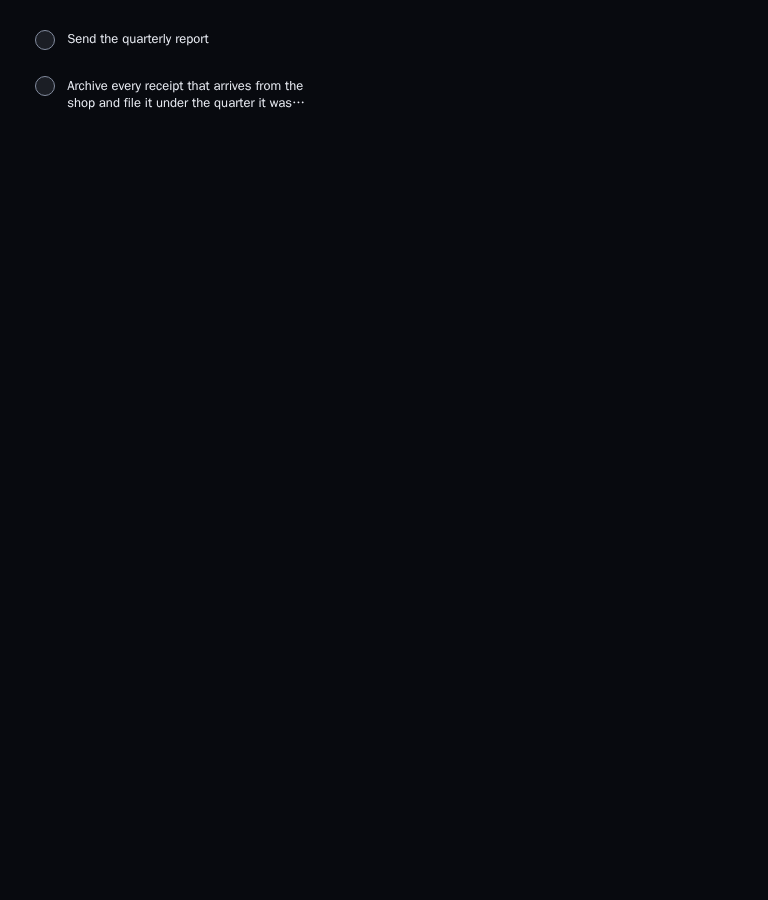 Send the quarterly report
Archive every receipt that arrives from the
shop and file it under the quarter it was⋯